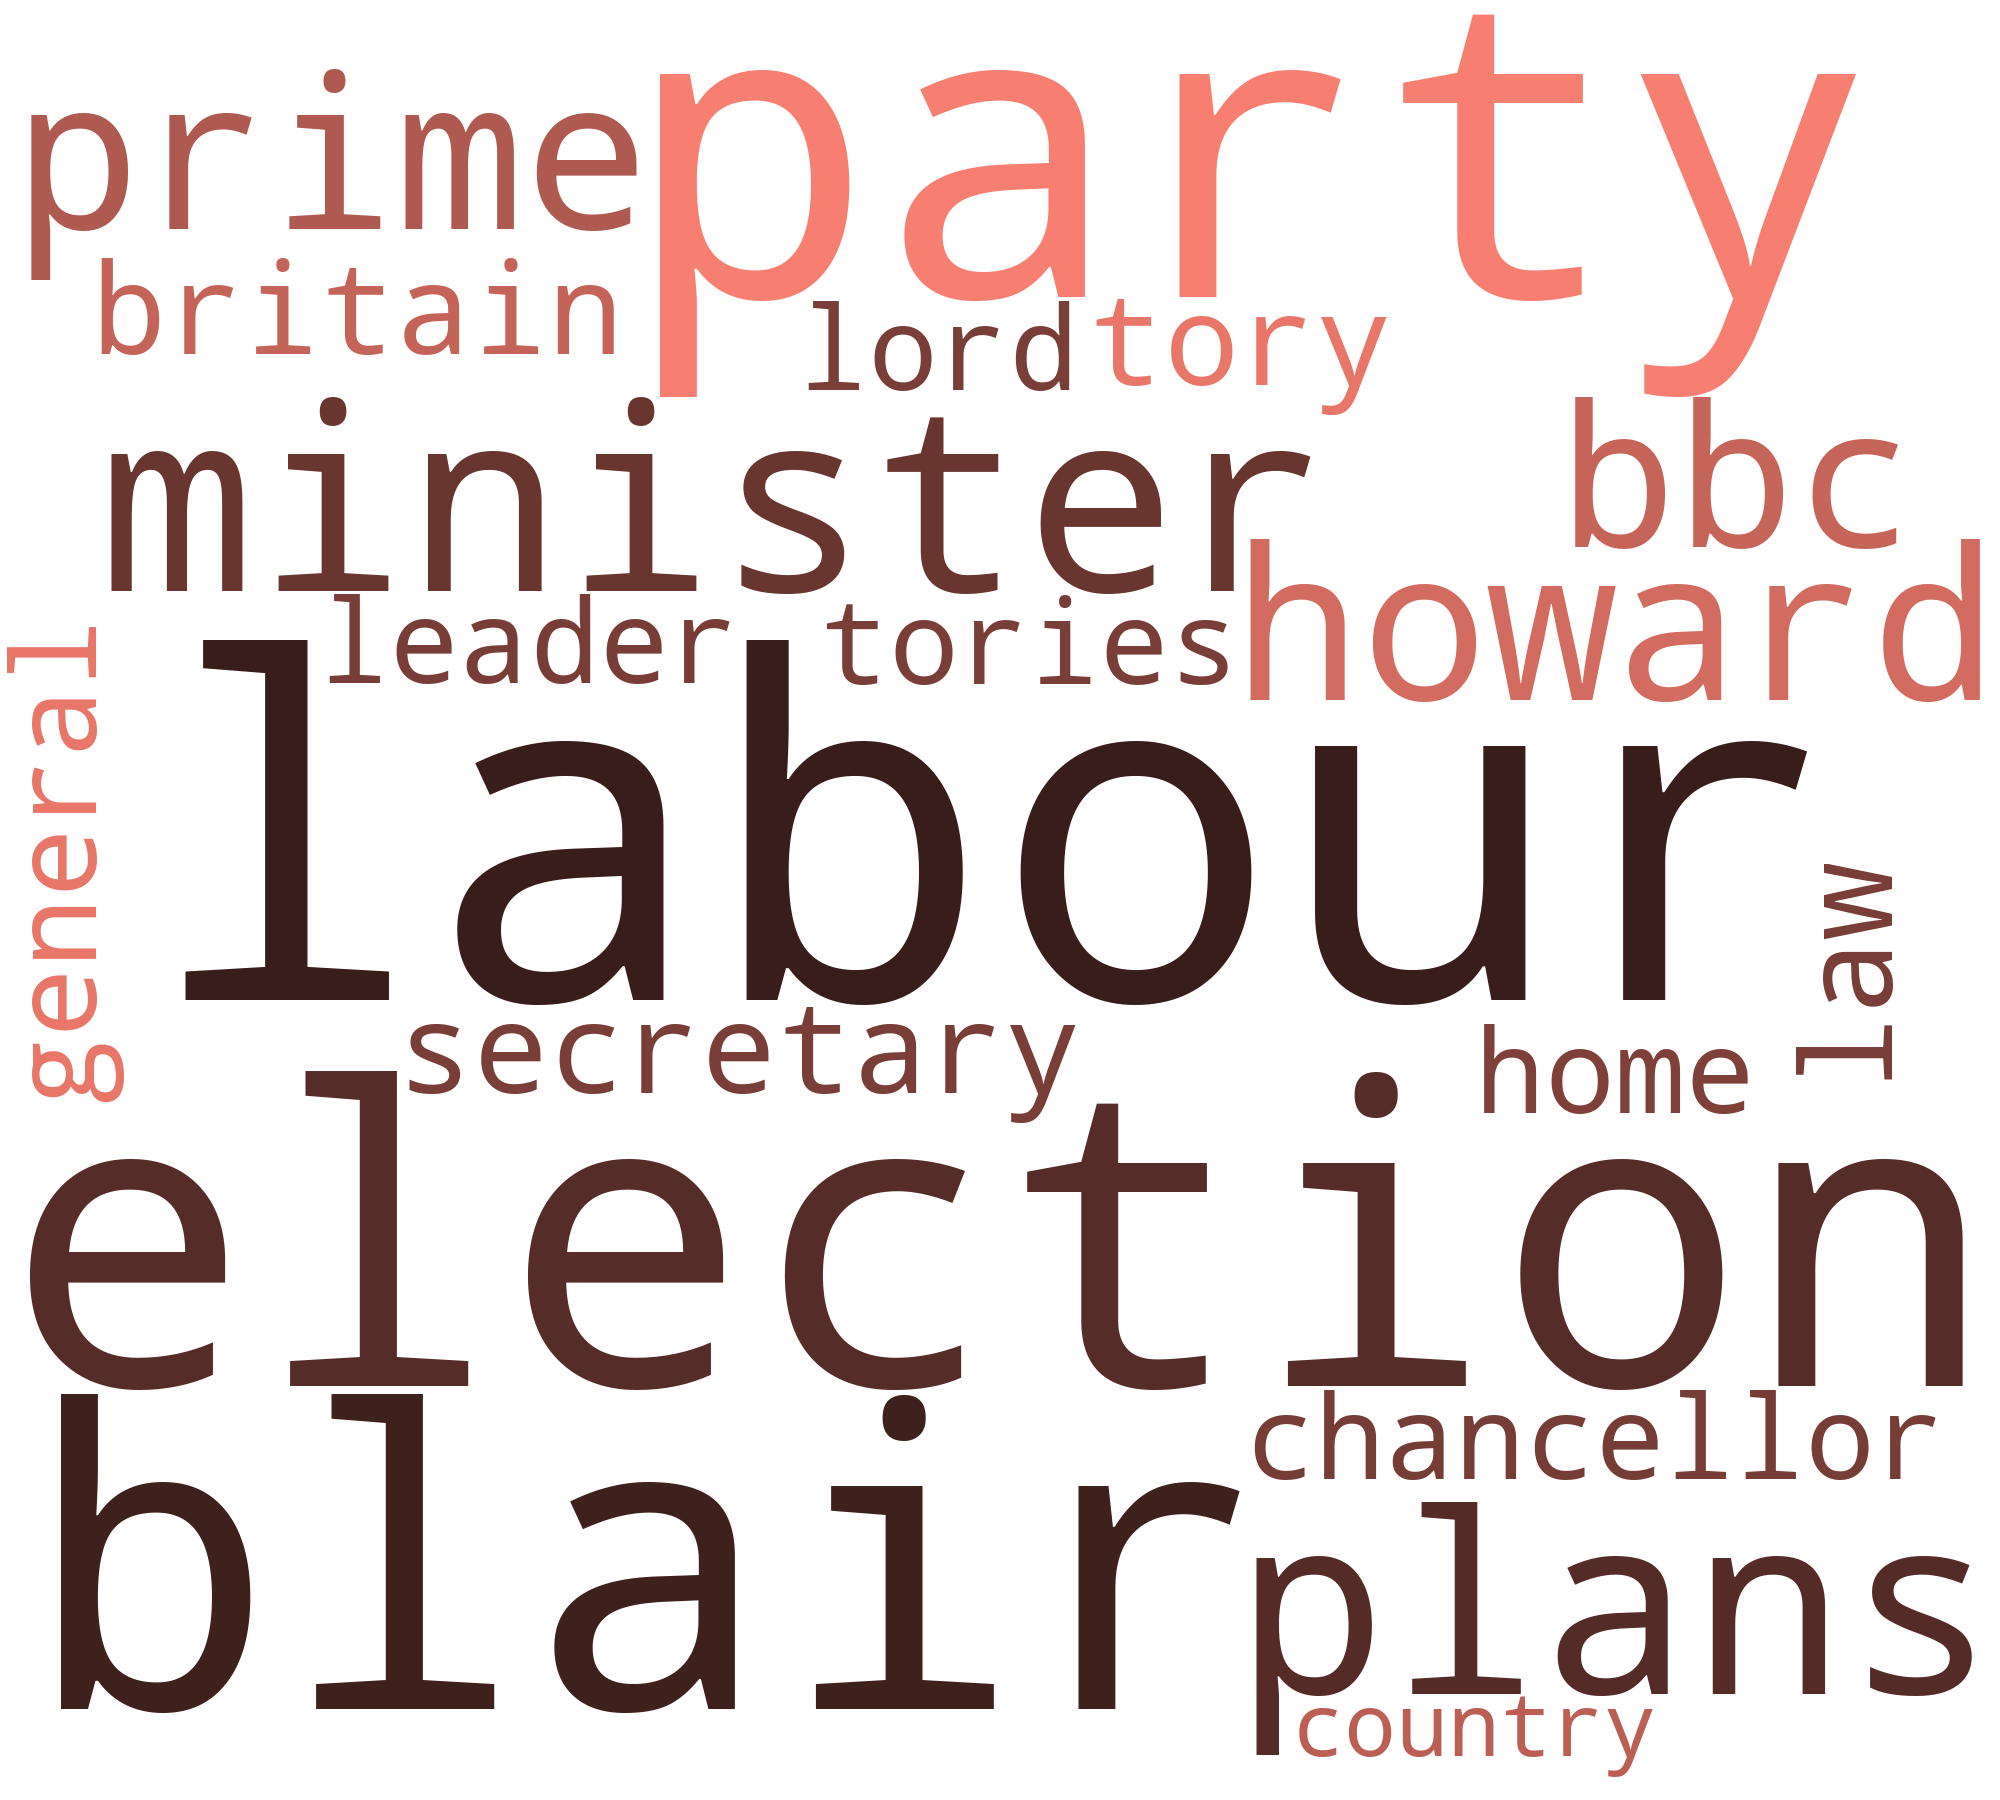 prime
party
britain
lord
tory
minister
bbc
howard
leader
tories
general
labour
law
secretary
home
election
chancellor
blair
plans
country